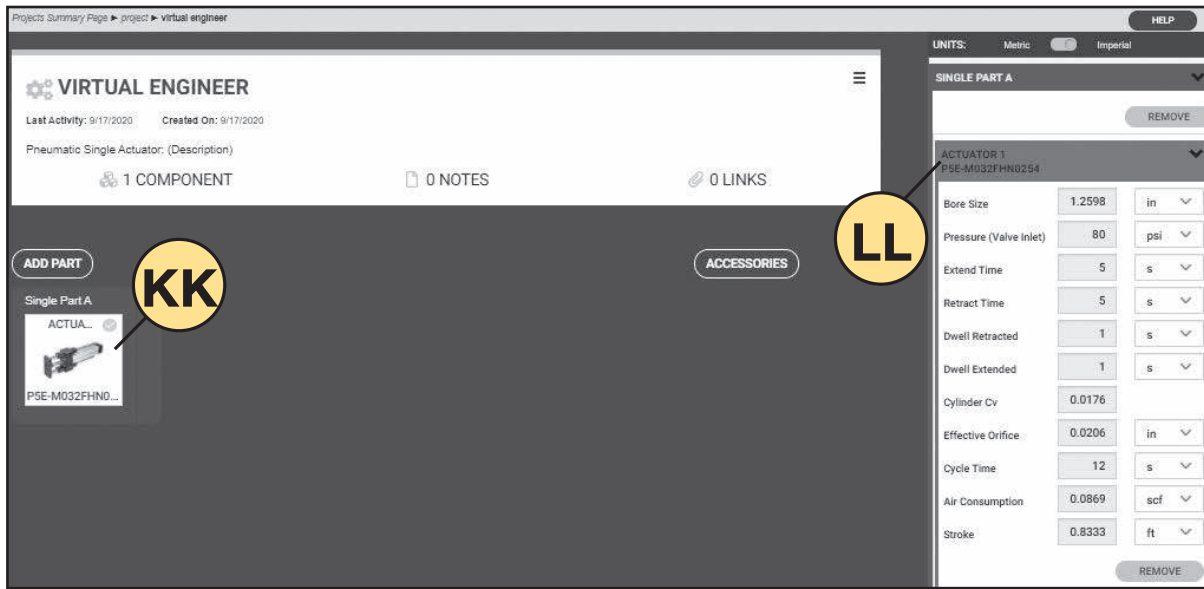 Projects Summary Page ► project ► virtual engineer
HELP
UNITS: Metric Imperial
VIRTUAL ENGINEER
Last Activity: 9/17/2020 Created On: 9/17/2020
Pneumatic Single Actuator: (Description)
1 COMPONENT 0 NOTES 0 LINKS
ADD PART
ACCESSORIES
Single Part A
ACTUA...
P5E-M032FHN0...
KK
LL
SINGLE PART A
REMOVE
ACTUATOR 1
P5E-M032FHN0254
Bore Size 1.2598 in
Pressure (Valve Inlet) 80 psi
Extend Time 5 s
Retract Time 5 s
Dwell Retracted 1 s
Dwell Extended 1 s
Cylinder Cv 0.0176
Effective Orifice 0.0206 in
Cycle Time 12 s
Air Consumption 0.0869 scf
Stroke 0.8333 ft
REMOVE